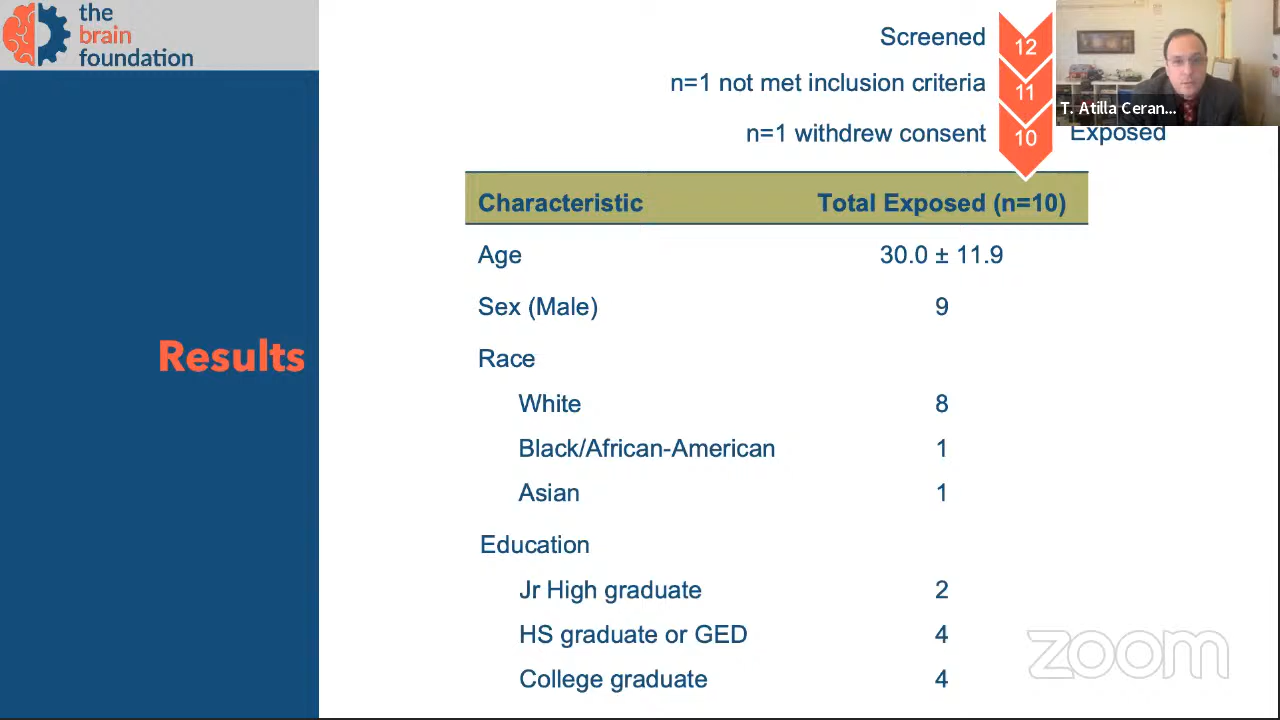 the
brain
foundation
Screened 12
n=1 not met inclusion criteria 11
n=1 withdrew consent 10 Exposed
T. Atilla Ceran...
Results
Characteristic Total Exposed (n=10)
Age 30.0 ± 11.9
Sex (Male) 9
Race
White 8
Black/African-American 1
Asian 1
Education
Jr High graduate 2
HS graduate or GED 4
College graduate 4
zoom